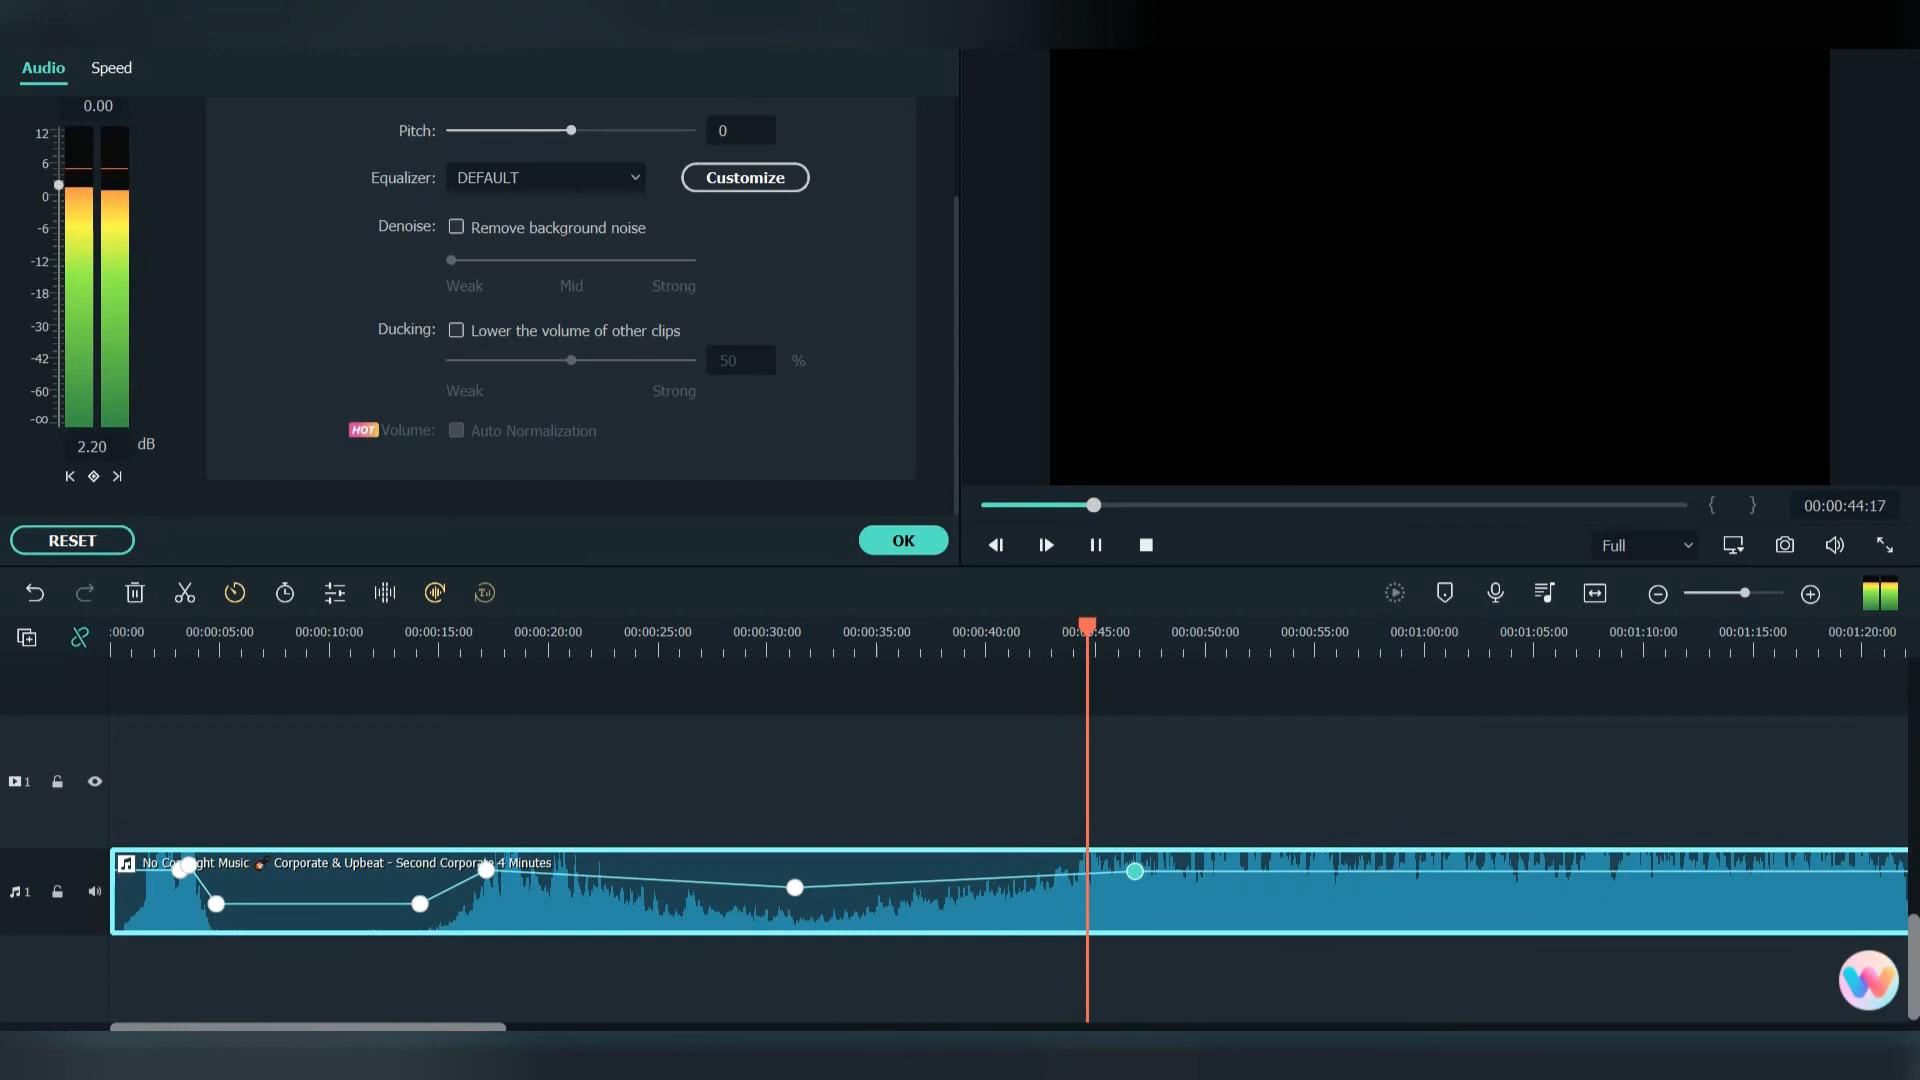 Audio
Speed
0.00
12
6
0
-6
-12
-18
-30
-42
-60
-∞
2.20
dB
Pitch:
0
Equalizer:
DEFAULT
Customize
Denoise:
Remove background noise
Weak
Mid
Strong
Ducking:
Lower the volume of other clips
50
%
Weak
Strong
HOT
Volume:
Auto Normalization
RESET
OK
{
}
00:00:44:17
Full
:00:00
00:00:05:00
00:00:10:00
00:00:15:00
00:00:20:00
00:00:25:00
00:00:30:00
00:00:35:00
00:00:40:00
00:00:50:00
00:00:55:00
00:01:00:00
00:01:05:00
00:01:10:00
00:01:15:00
00:01:20:00
1
No Copyright Music Corporate & Upbeat - Second Corporate 4 Minutes
1